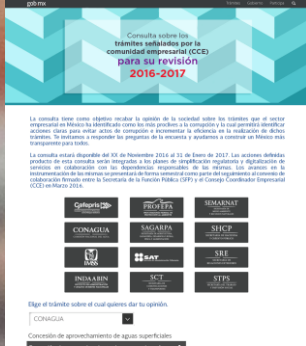 gob mx
Trámites Gobierno Participa
Consulta sobre los
trámites señalados por la
comunidad empresarial (CCE)
para su revisión
2016-2017
La consulta tiene como objetivo recabar la opinión de la sociedad sobre los trámites que el sector
empresarial en México ha identificado como los más proclives a la corrupción y la cual permitirá identificar
acciones claras para evitar actos de corrupción e incrementar la eficiencia en la realización de dichos
trámites. Te invitamos a responder las preguntas de la encuesta y ayudarnos a construir un México más
transparente para todos.
La consulta estará disponible del XX de Noviembre 2016 al 31 de Enero de 2017. Las acciones definidas
producto de esta consulta serán integradas a los planes de simplificación regulatoria y digitalización de
servicios en colaboración con las dependencias responsables de los mismos. Los avances en la
instrumentación de las mismas se presentará de forma semestral como parte del seguimiento al convenio de
colaboración firmado entre la Secretaría de la Función Pública (SFP) y el Consejo Coordinador Empresarial
(CCE) en Marzo 2016.
Cofepris PROFEPA SEMARNAT
CONAGUA SAGARPA SHCP
IMSS SAT SRE
INDAABIN SCT STPS
Elige el trámite sobre el cual quieres dar tu opinión.
CONAGUA
Concesión de aprovechamiento de aguas superficiales